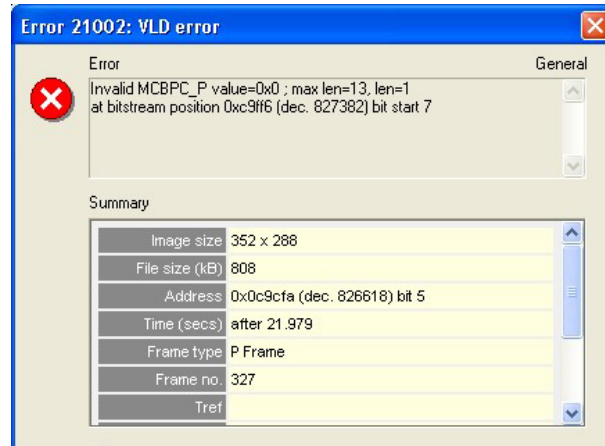 Error 21002: VLD error
Error
General
Invalid MCBPC_P value=0x0 ; max len=13, len=1
at bitstream position 0xc9ff6 (dec. 827382) bit start 7
Summary
Image size 352 x 288
File size (kB) 808
Address 0x0c9cfa (dec. 826618) bit 5
Time (secs) after 21.979
Frame type P Frame
Frame no. 327
Tref